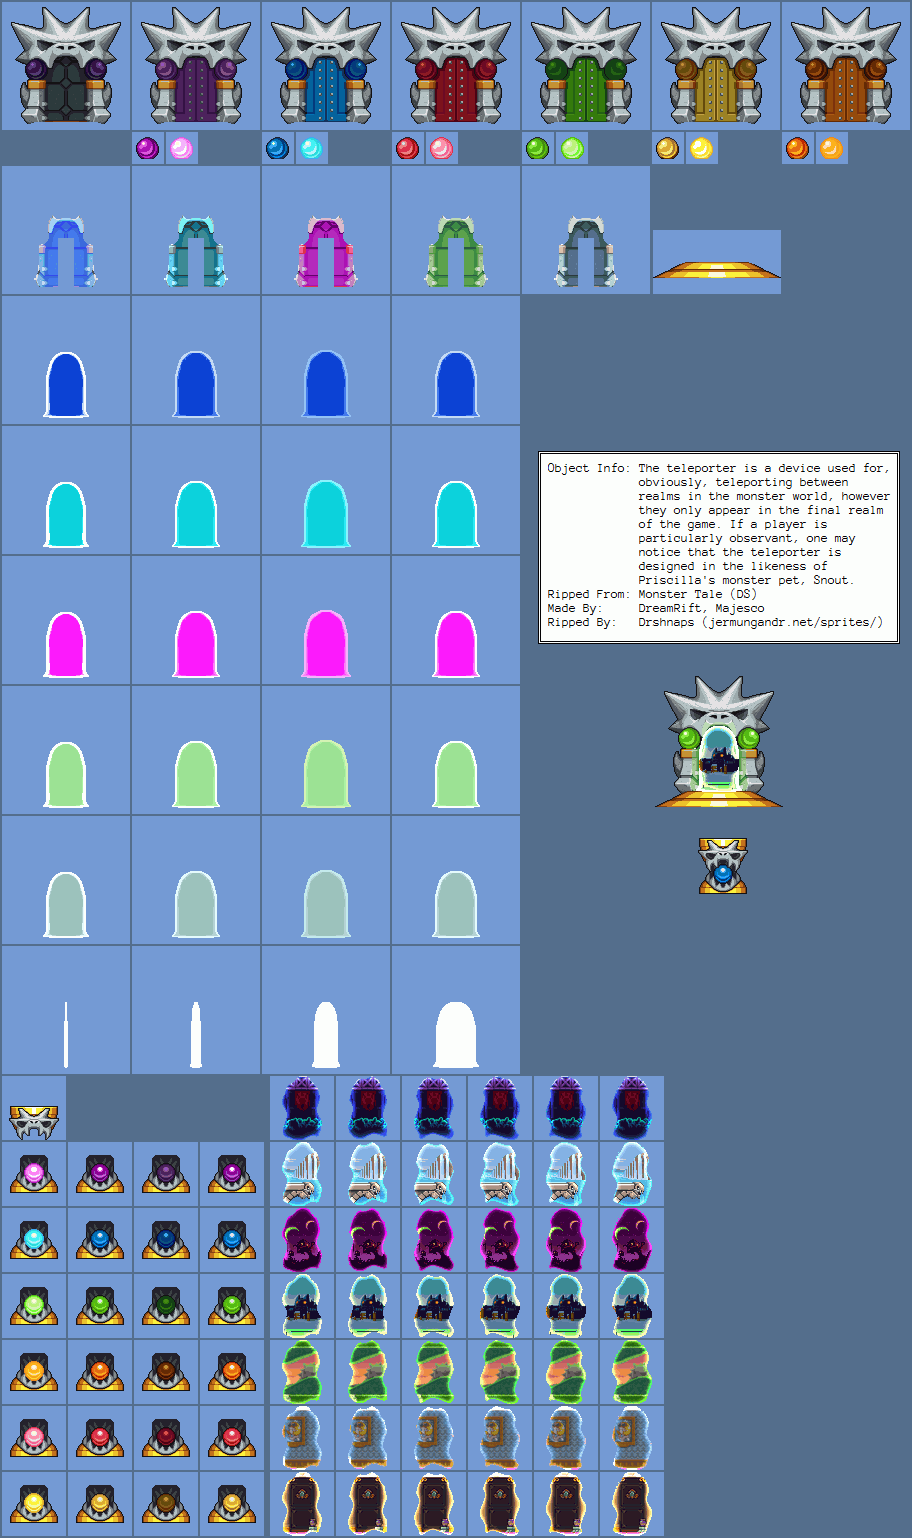 Object Info: The teleporter is a device used for,
obviously, teleporting between
realms in the monster world, however
they only appear in the final realm
of the game. If a player is
particularly observant, one may
notice that the teleporter is
designed in the likeness of
Priscilla's monster pet, Snout.
Ripped From: Monster Tale (DS)
Made By: DreamRift, Majesco
Ripped By: Drshnaps (jermungandr.net/sprites/)